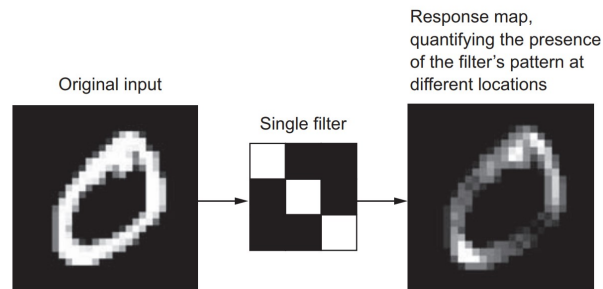 Original input
Single filter
Response map,
quantifying the presence
of the filter’s pattern at
different locations